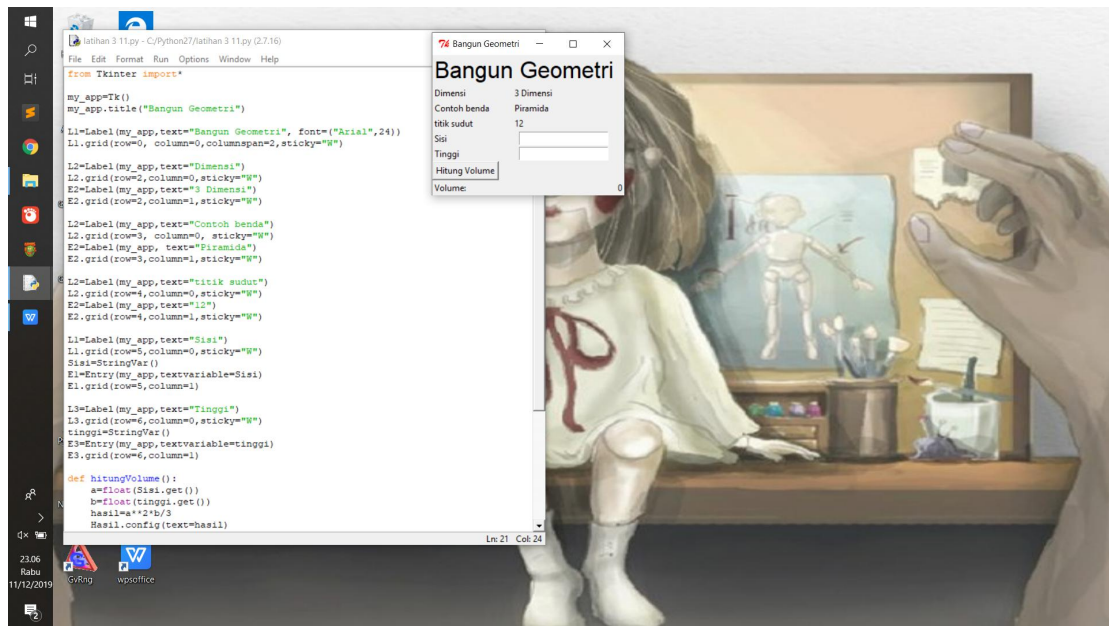 latihan 3 11.py - C:/Python27/latihan 3 11.py (2.7.16)
File Edit Format Run Options Window Help
from Tkinter import*
my_app=Tk()
my_app.title("Bangun Geometri")
L1=Label(my_app,text="Bangun Geometri", font=("Arial",24))
L1.grid(row=0, column=0,columnspan=2,sticky="W")
L2=Label(my_app,text="Dimensi")
L2.grid(row=2,column=0,sticky="W")
E2=Label(my_app,text="3 Dimensi")
E2.grid(row=2,column=1,sticky="W")
L2=Label(my_app,text="Contoh benda")
L2.grid(row=3, column=0, sticky="W")
E2=Label(my_app, text="Piramida")
E2.grid(row=3,column=1,sticky="W")
L2=Label(my_app,text="titik sudut")
L2.grid(row=4,column=0,sticky="W")
E2=Label(my_app,text="12")
E2.grid(row=4,column=1,sticky="W")
L1=Label(my_app,text="Sisi")
L1.grid(row=5,column=0,sticky="W")
Sisi=StringVar()
E1=Entry(my_app,textvariable=Sisi)
E1.grid(row=5,column=1)
L3=Label(my_app,text="Tinggi")
L3.grid(row=6,column=0,sticky="W")
tinggi=StringVar()
E3=Entry(my_app,textvariable=tinggi)
E3.grid(row=6,column=1)
def hitungVolume():
    a=float(Sisi.get())
    b=float(tinggi.get())
    hasil=a**2*b/3
    Hasil.config(text=hasil)
Ln: 21 Col: 24
Bangun Geometri
Bangun Geometri
Dimensi 3 Dimensi
Contoh benda Piramida
titik sudut 12
Sisi
Tinggi
Hitung Volume
Volume: 0
GvRng wpsoffice
23.06
Rabu
11/12/2019
2